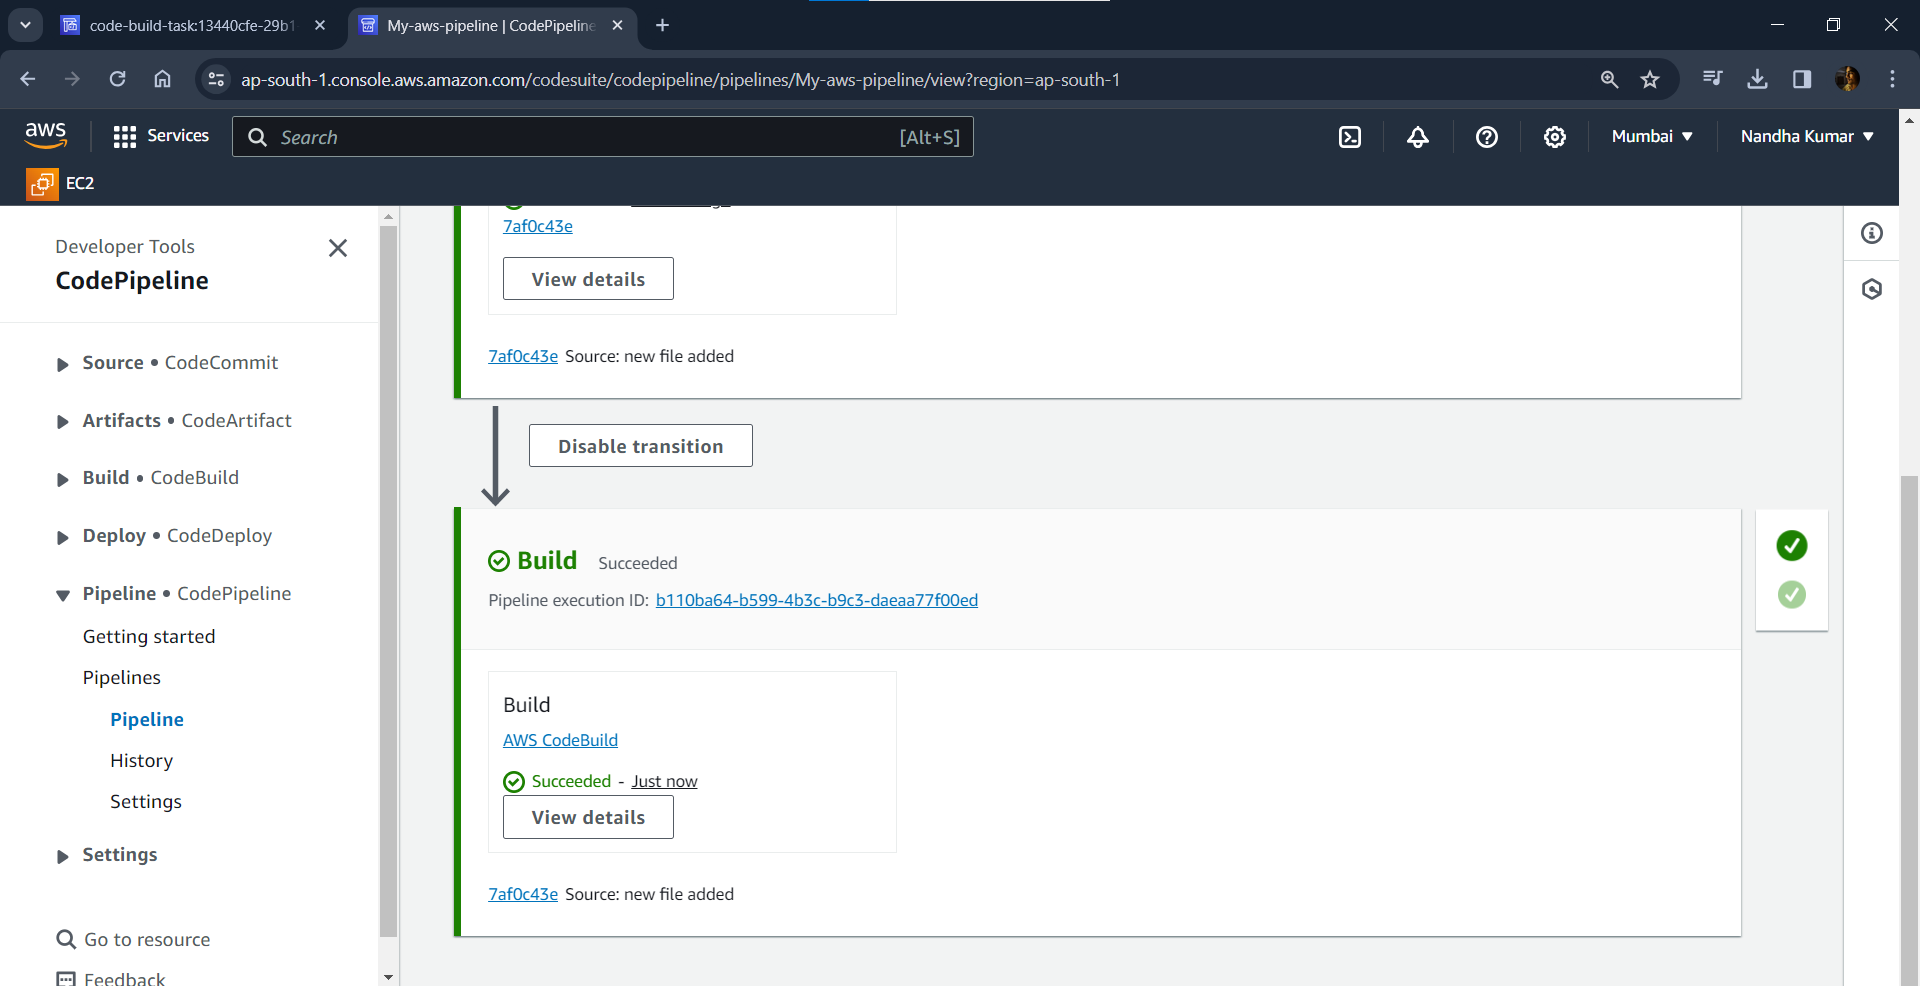 code-build-task:13440cfe-29b1
My-aws-pipeline | CodePipeline
ap-south-1.console.aws.amazon.com/codesuite/codepipeline/pipelines/My-aws-pipeline/view?region=ap-south-1
aws
Services
Search
[Alt+S]
Mumbai ▼
Nandha Kumar ▼
EC2
Developer Tools
CodePipeline
Source • CodeCommit
Artifacts • CodeArtifact
Build • CodeBuild
Deploy • CodeDeploy
Pipeline • CodePipeline
Getting started
Pipelines
Pipeline
History
Settings
Settings
Go to resource
Feedback
7af0c43e
View details
7af0c43e Source: new file added
Disable transition
Build Succeeded
Pipeline execution ID: b110ba64-b599-4b3c-b9c3-daeaa77f00ed
Build
AWS CodeBuild
Succeeded - Just now
View details
7af0c43e Source: new file added